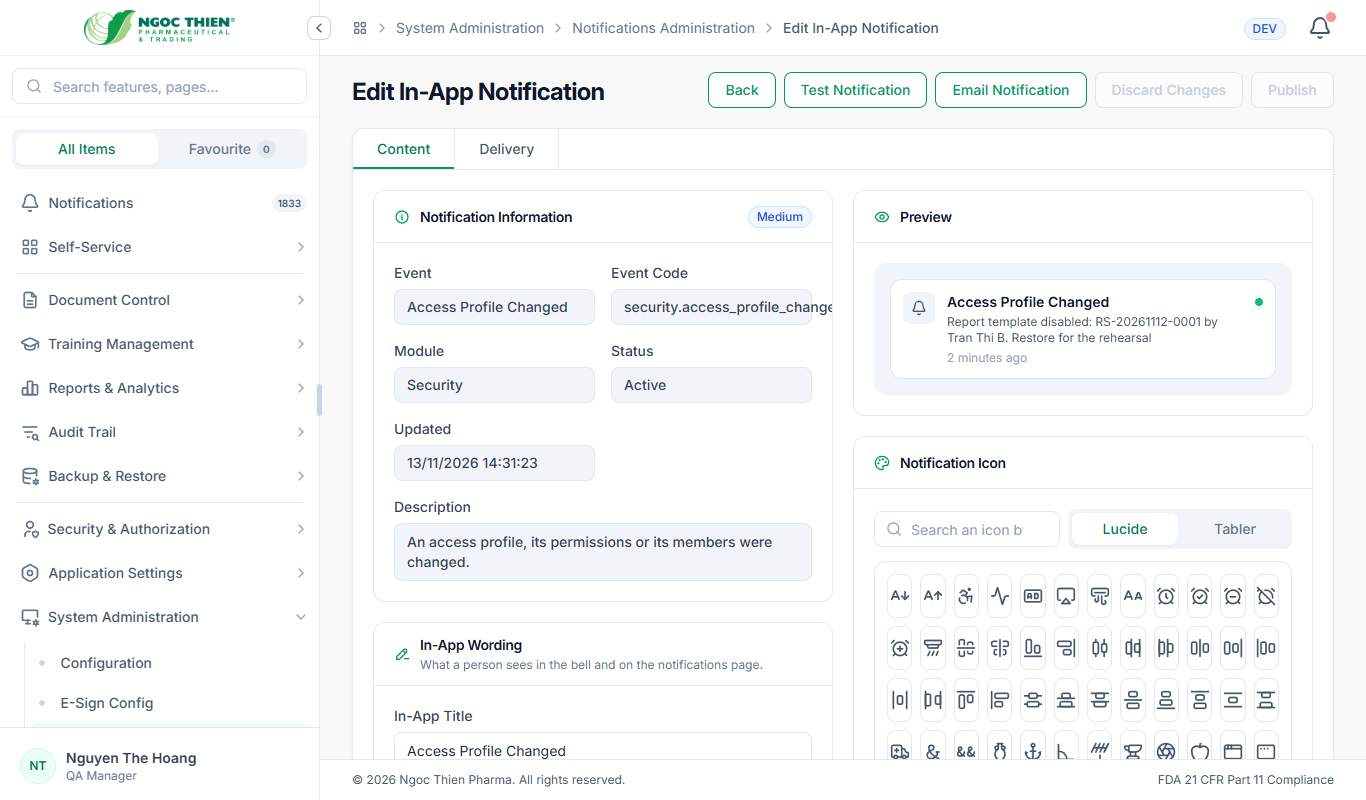 NGOC THIEN®
PHARMACEUTICAL
& TRADING
System Administration > Notifications Administration > Edit In-App Notification
DEV
Search features, pages...
All Items
Favourite 0
Notifications 1833
Self-Service
Document Control
Training Management
Reports & Analytics
Audit Trail
Backup & Restore
Security & Authorization
Application Settings
System Administration
Configuration
E-Sign Config
NT
Nguyen The Hoang
QA Manager
Edit In-App Notification
Back
Test Notification
Email Notification
Discard Changes
Publish
Content
Delivery
Notification Information
Medium
Event
Event Code
Access Profile Changed
security.access_profile_change
Module
Status
Security
Active
Updated
13/11/2026 14:31:23
Description
An access profile, its permissions or its members were
changed.
In-App Wording
What a person sees in the bell and on the notifications page.
In-App Title
Access Profile Changed
Preview
Access Profile Changed
Report template disabled: RS-20261112-0001 by
Tran Thi B. Restore for the rehearsal
2 minutes ago
Notification Icon
Search an icon b
Lucide
Tabler
© 2026 Ngoc Thien Pharma. All rights reserved.
FDA 21 CFR Part 11 Compliance